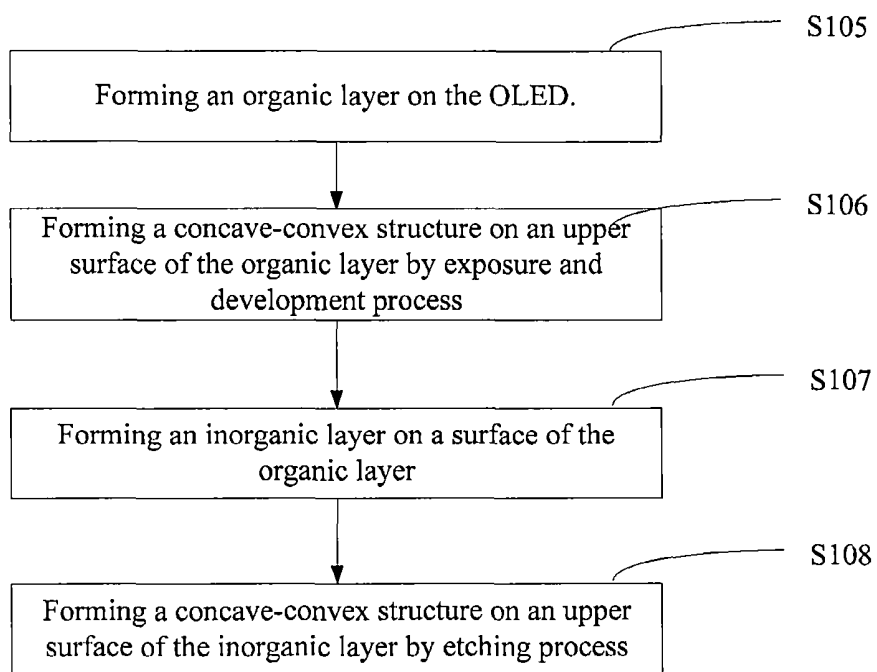 S105
Forming an organic layer on the OLED.
S106
Forming a concave-convex structure on an upper
surface of the organic layer by exposure and
development process
S107
Forming an inorganic layer on a surface of the
organic layer
S108
Forming a concave-convex structure on an upper
surface of the inorganic layer by etching process